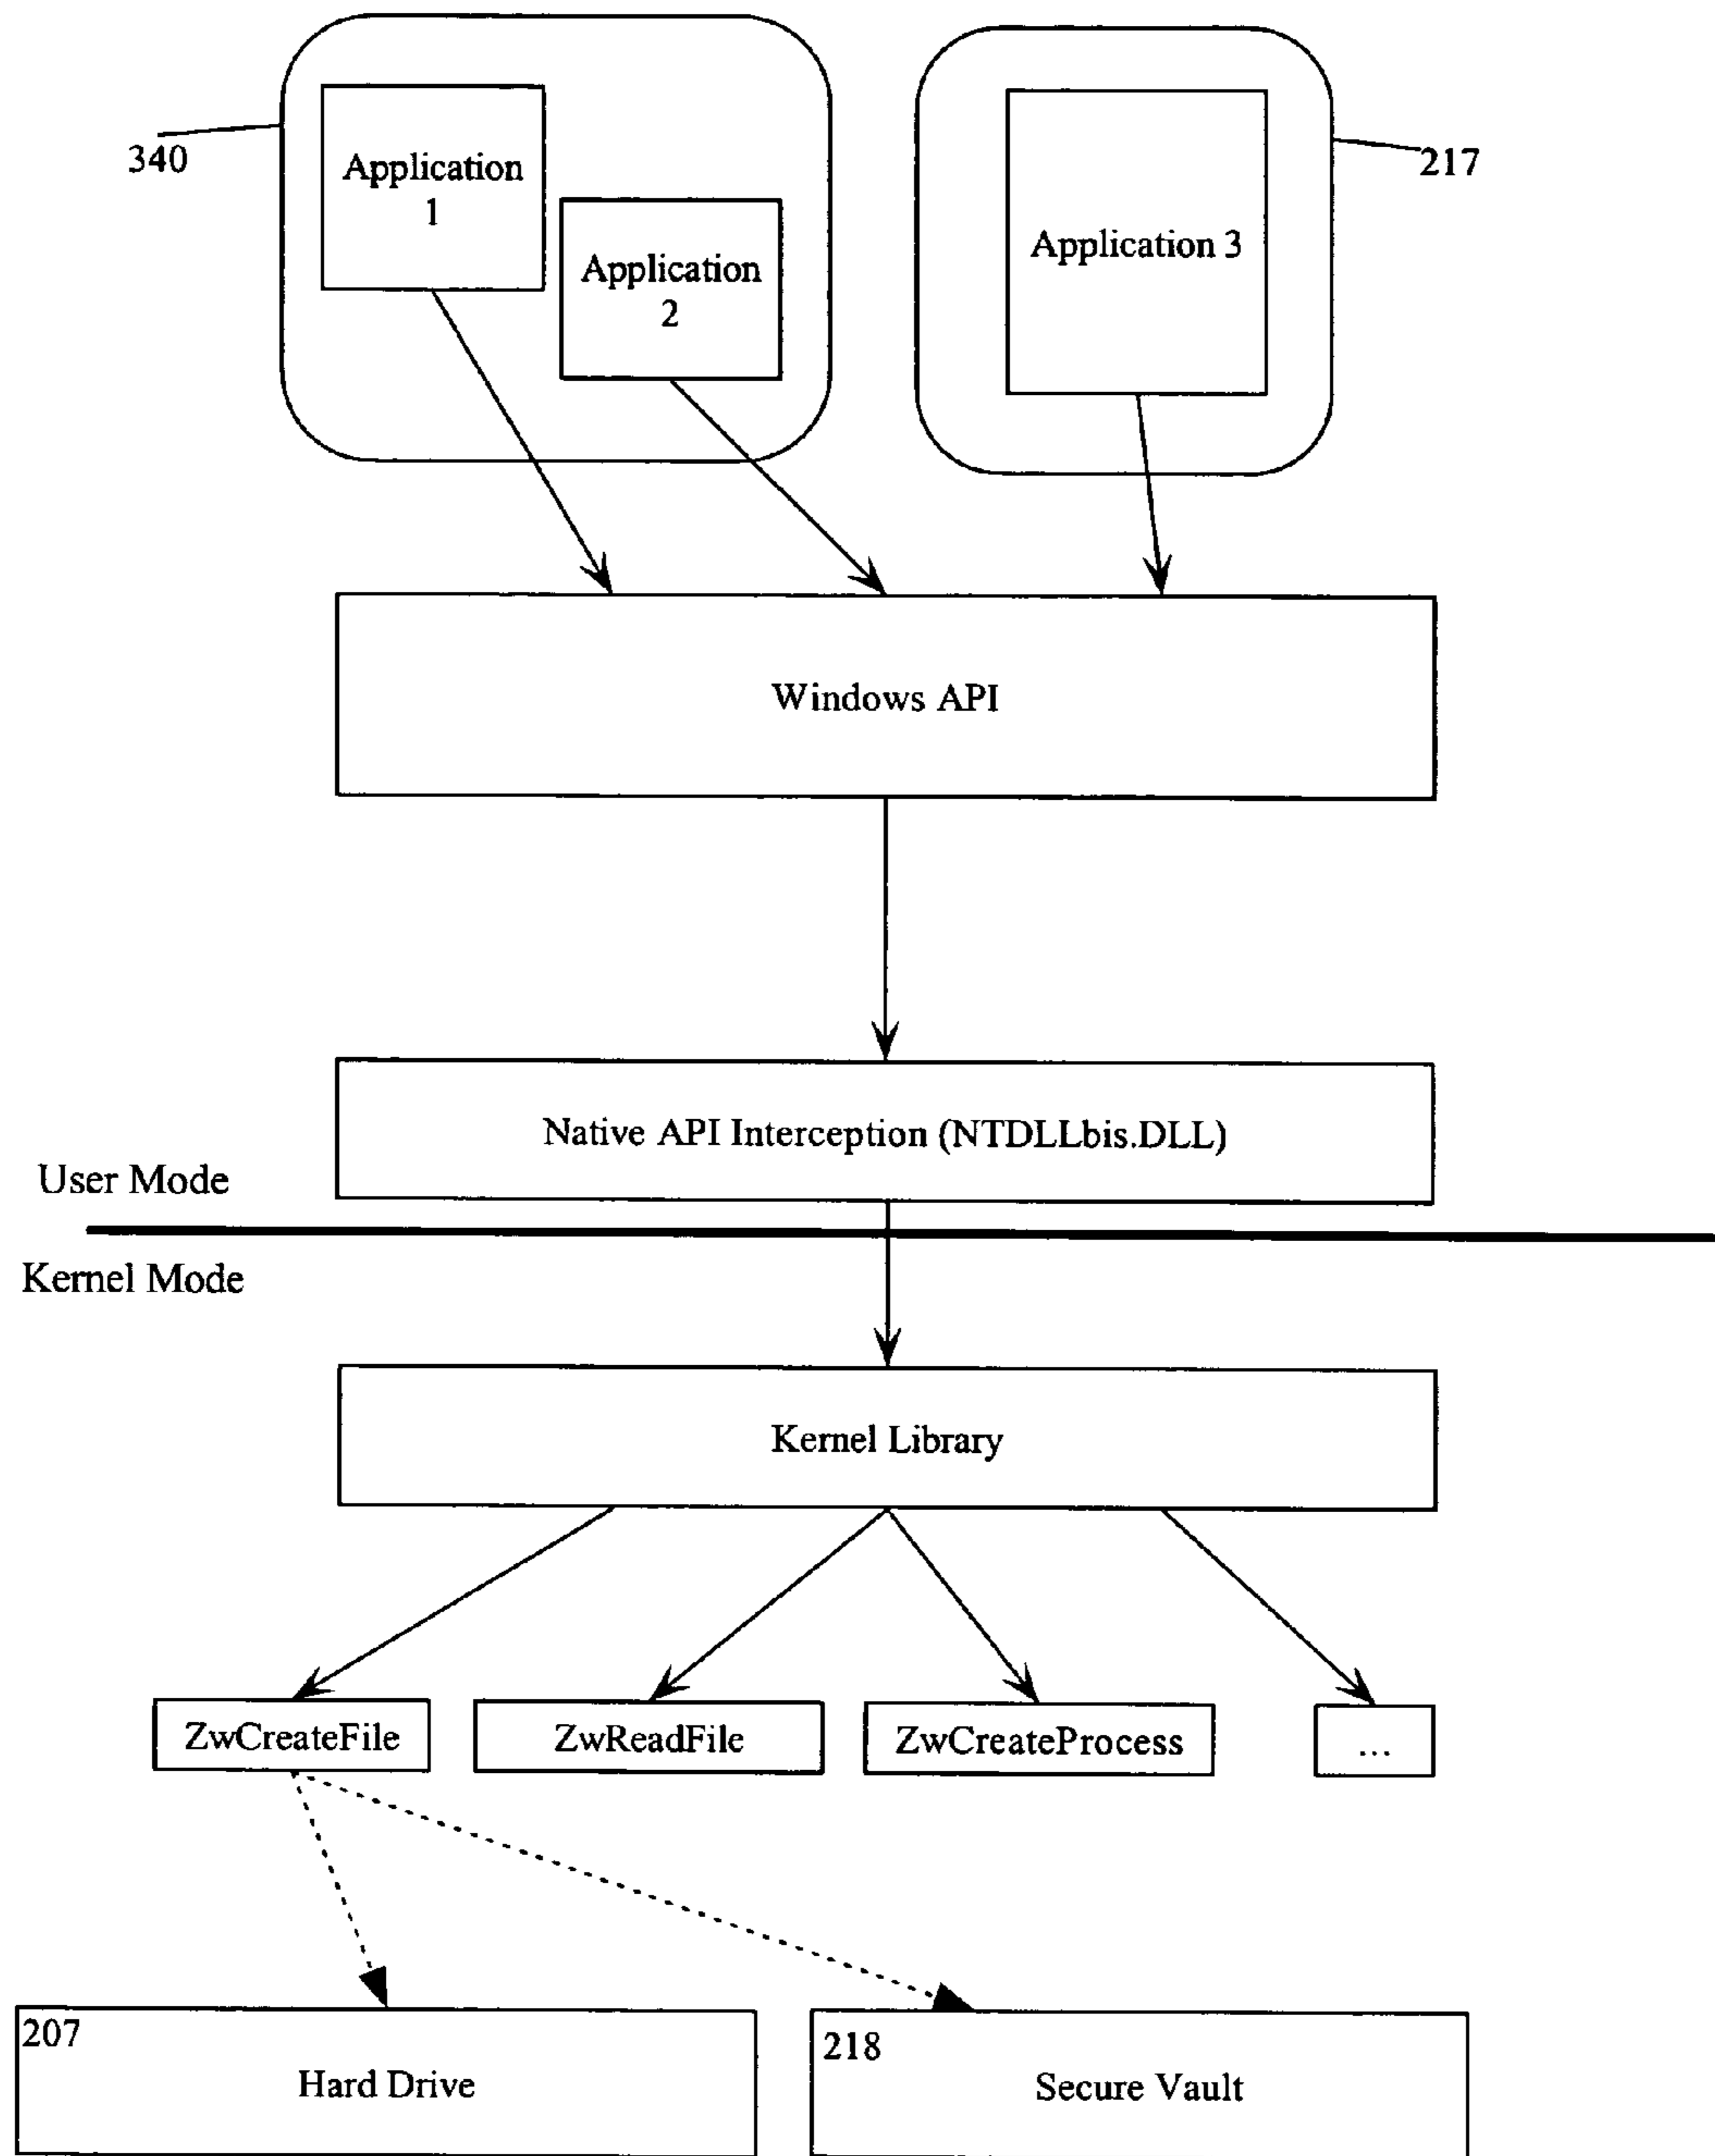 340
Application
1
Application
2
Application 3
217
Windows API
Native API Interception (NTDLLbis.DLL)
User Mode
Kernel Mode
Kernel Library
ZwCreateFile
ZwReadFile
ZwCreateProcess
...
207
Hard Drive
218
Secure Vault